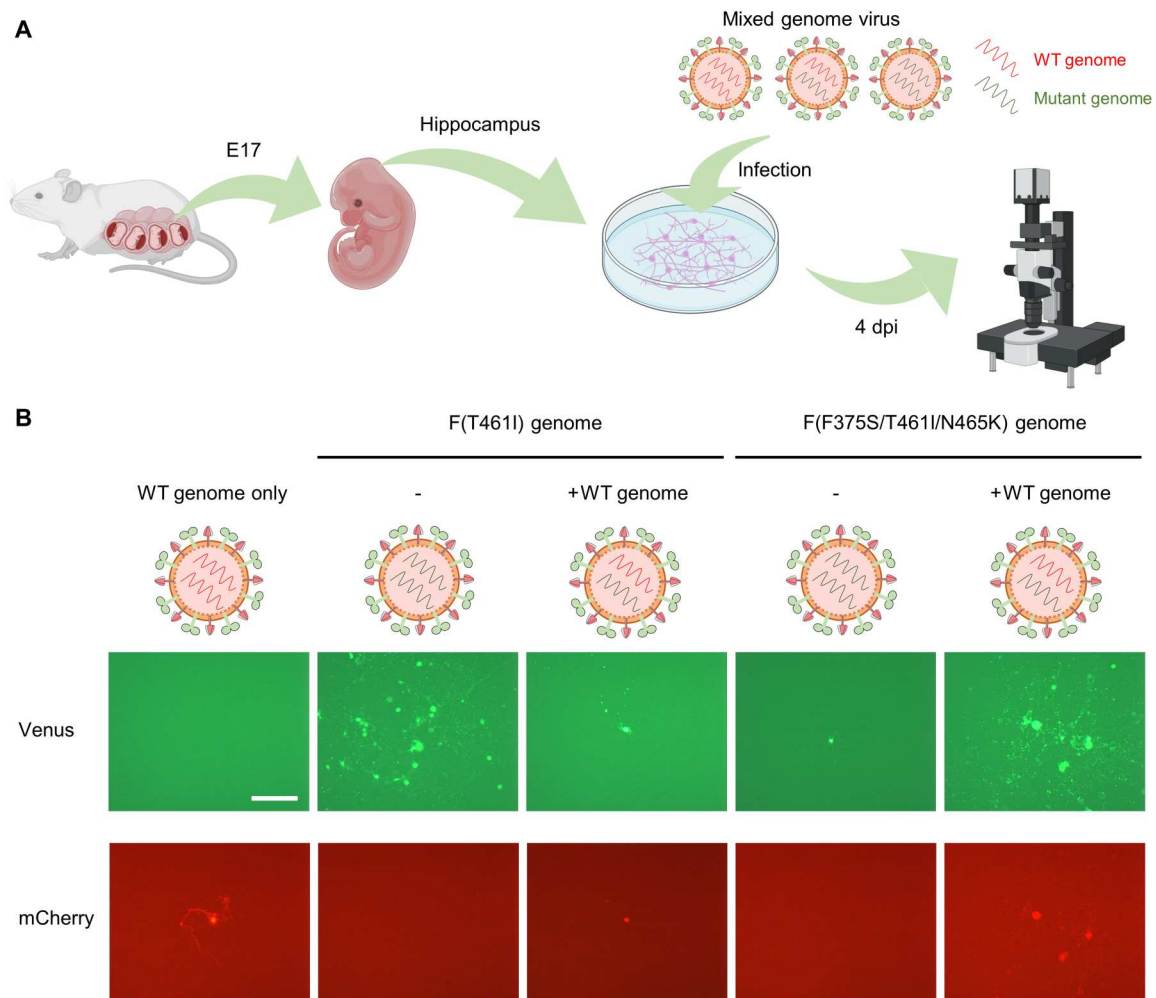 A
Mixed genome virus
WT genome
Mutant genome
E17
Hippocampus
Infection
4 dpi
B
F(T461I) genome
F(F375S/T461I/N465K) genome
WT genome only
-
+WT genome
-
+WT genome
Venus
mCherry